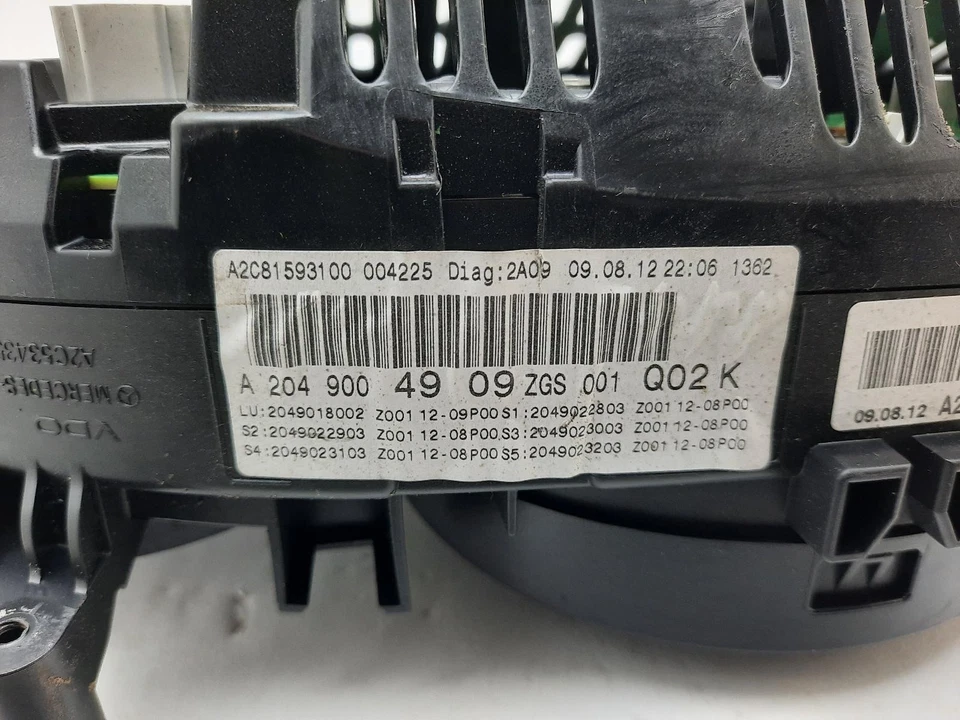 A2C81593100 004225 Diag:2A09 09.08.12 22:06 1362
A 204 900 49 09 ZGS 001 Q02 K
LU:2049018002 Z001 12-09P00 S1:2049022803 Z001 12-08P00
S2:2049022903 Z001 12-08P00 S3:2049023003 Z001 12-08P00
S4:2049023103 Z001 12-08P00 S5:2049023203 Z001 12-08P00
09.08.12 A2
VDO
MERCEDES-